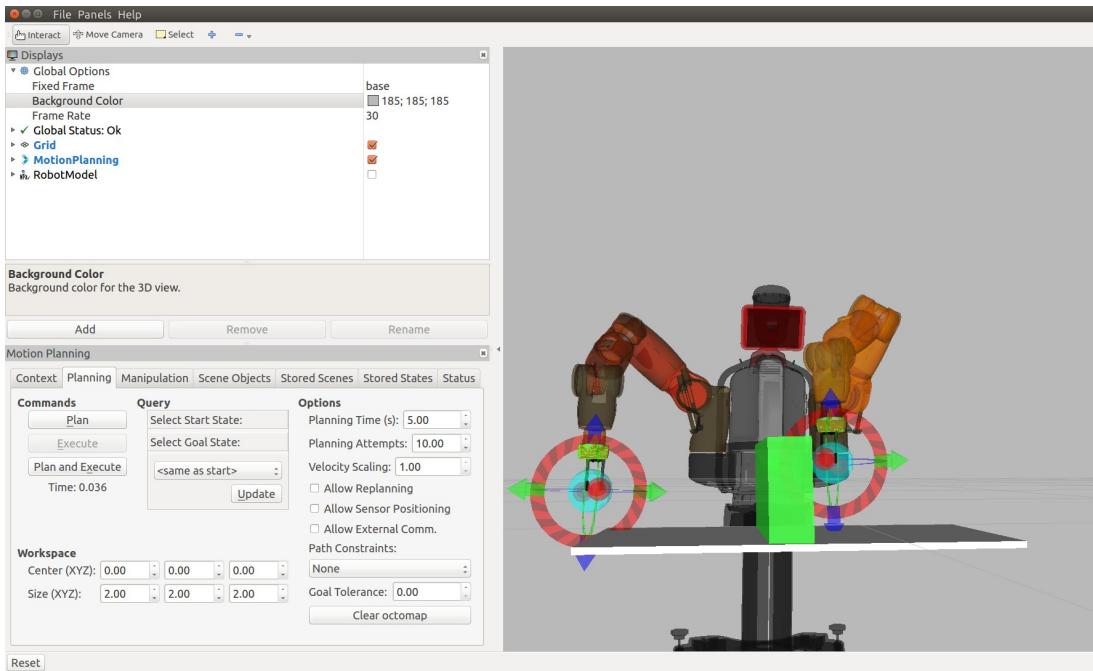 File Panels Help
Interact Move Camera Select
Displays
Global Options
Fixed Frame base
Background Color 185; 185; 185
Frame Rate 30
Global Status: Ok
Grid
MotionPlanning
RobotModel
Background Color
Background color for the 3D view.
Add Remove Rename
Motion Planning
Context Planning Manipulation Scene Objects Stored Scenes Stored States Status
Commands Query Options
Plan Select Start State: Planning Time (s): 5.00
Execute Select Goal State: Planning Attempts: 10.00
Plan and Execute <same as start> Velocity Scaling: 1.00
Time: 0.036 Update Allow Replanning
Allow Sensor Positioning
Allow External Comm.
Path Constraints:
Workspace
Center (XYZ): 0.00 0.00 0.00 None
Size (XYZ): 2.00 2.00 2.00 Goal Tolerance: 0.00
Clear octomap
Reset